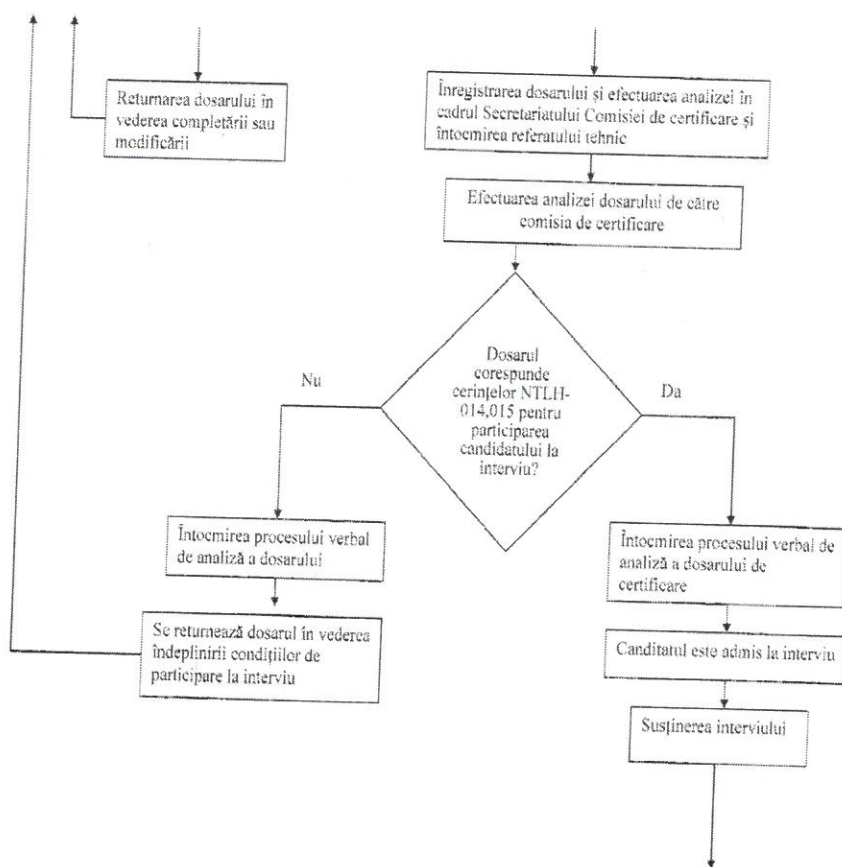 Returnarea dosarului în
vederea completării sau
modificării
Înregistrarea dosarului și efectuarea analizei în
cadrul Secretariatului Comisiei de certificare și
întocmirea referatului tehnic
Efectuarea analizei dosarului de către
comisia de certificare
Dosarul
corespunde
cerințelor NTLH-
014,015 pentru
participarea
candidatului la
interviu?
Nu
Da
Întocmirea procesului verbal
de analiză a dosarului
Se returnează dosarul în vederea
îndeplinirii condițiilor de
participare la interviu
Întocmirea procesului verbal de
analiză a dosarului de
certificare
Canditatul este admis la interviu
Susținerea interviului